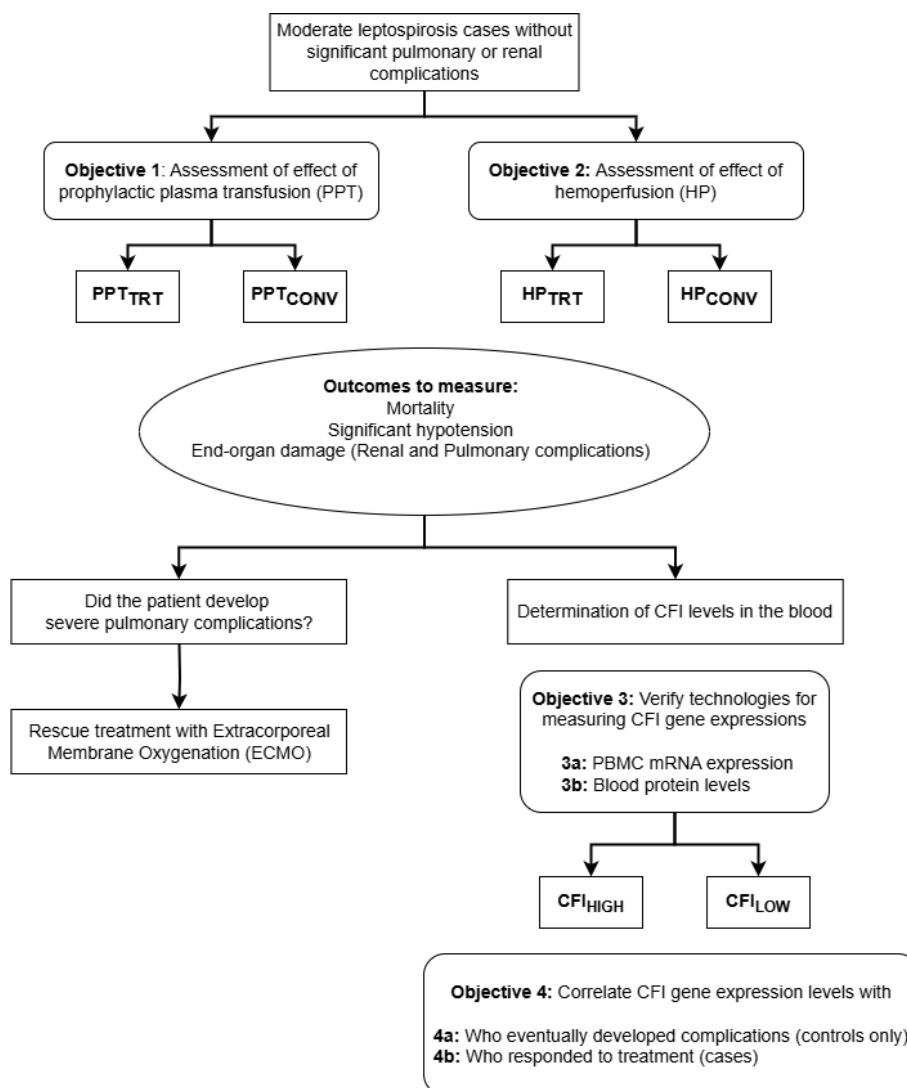 Moderate leptospirosis cases without
significant pulmonary or renal
complications
Objective 1: Assessment of effect of
prophylactic plasma transfusion (PPT)
Objective 2: Assessment of effect of
hemoperfusion (HP)
PPTTRT
PPTCONV
HPTRT
HPCONV
Outcomes to measure:
Mortality
Significant hypotension
End-organ damage (Renal and Pulmonary complications)
Did the patient develop
severe pulmonary complications?
Determination of CFI levels in the blood
Rescue treatment with Extracorporeal
Membrane Oxygenation (ECMO)
Objective 3: Verify technologies for
measuring CFI gene expressions
3a: PBMC mRNA expression
3b: Blood protein levels
CFIHIGH
CFILOW
Objective 4: Correlate CFI gene expression levels with
4a: Who eventually developed complications (controls only)
4b: Who responded to treatment (cases)